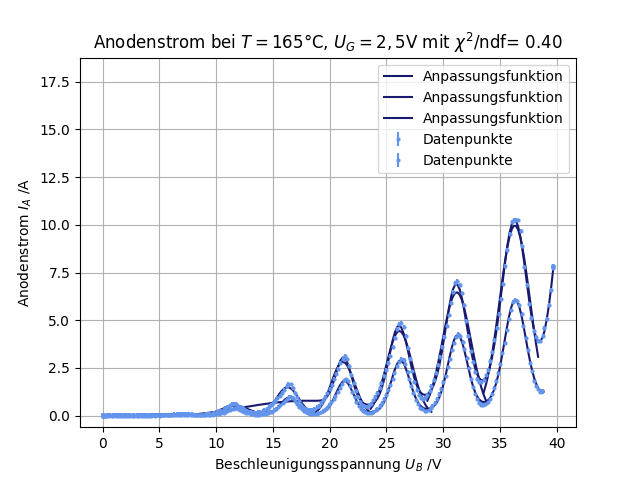 Anodenstrom bei T = 165°C, U_G = 2, 5V mit χ²/ndf= 0.40
Anpassungsfunktion
Anpassungsfunktion
Anpassungsfunktion
Datenpunkte
Datenpunkte
17.5
15.0
12.5
10.0
7.5
5.0
2.5
0.0
Anodenstrom I_A /A
0 5 10 15 20 25 30 35 40
Beschleunigungsspannung U_B /V